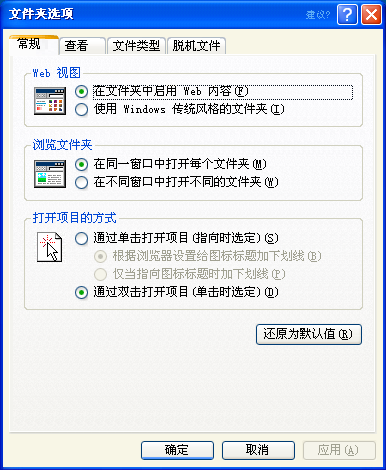 文件夹选项
建议?
常规 查看 文件类型 脱机文件
Web 视图
在文件夹中启用 Web 内容(F)
使用 Windows 传统风格的文件夹(I)
浏览文件夹
在同一窗口中打开每个文件夹(M)
在不同窗口中打开不同的文件夹(W)
打开项目的方式
通过单击打开项目(指向时选定)(S)
根据浏览器设置给图标标题加下划线(B)
仅当指向图标标题时加下划线(P)
通过双击打开项目(单击时选定)(D)
还原为默认值(R)
确定 取消 应用(A)